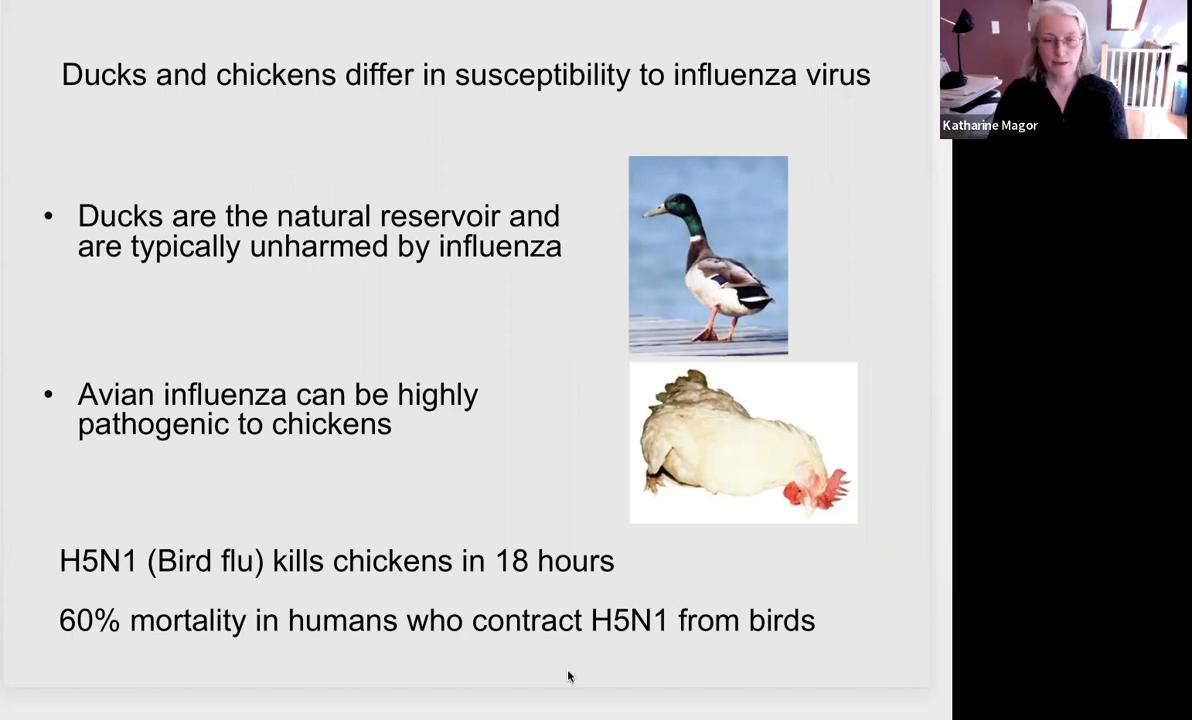 Ducks and chickens differ in susceptibility to influenza virus
Katharine Magor
• Ducks are the natural reservoir and
are typically unharmed by influenza
• Avian influenza can be highly
pathogenic to chickens
H5N1 (Bird flu) kills chickens in 18 hours
60% mortality in humans who contract H5N1 from birds